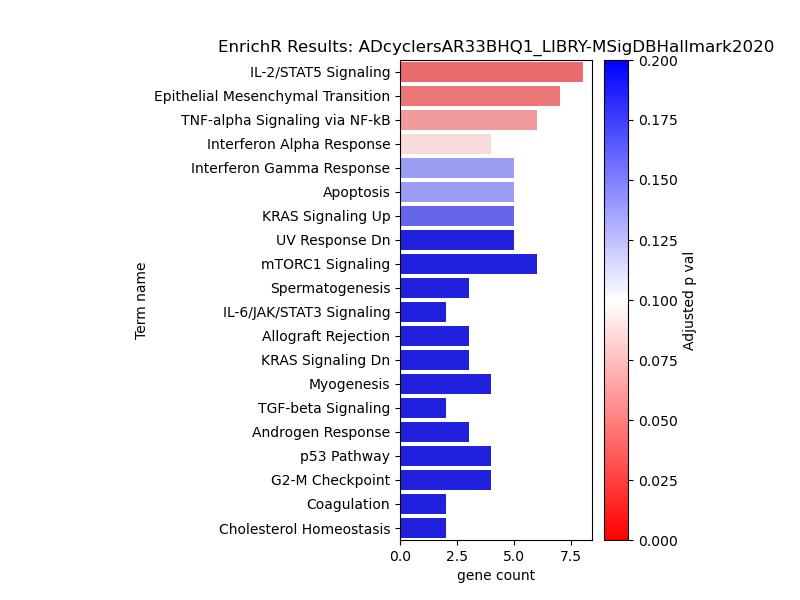 EnrichR Results: ADcyclersAR33BHQ1_LIBRY-MSigDBHallmark2020
IL-2/STAT5 Signaling
Epithelial Mesenchymal Transition
TNF-alpha Signaling via NF-kB
Interferon Alpha Response
Interferon Gamma Response
Apoptosis
KRAS Signaling Up
UV Response Dn
mTORC1 Signaling
Spermatogenesis
IL-6/JAK/STAT3 Signaling
Allograft Rejection
KRAS Signaling Dn
Myogenesis
TGF-beta Signaling
Androgen Response
p53 Pathway
G2-M Checkpoint
Coagulation
Cholesterol Homeostasis
Term name
0.0 2.5 5.0 7.5
gene count
0.200
0.175
0.150
0.125
0.100
0.075
0.050
0.025
0.000
Adjusted p val